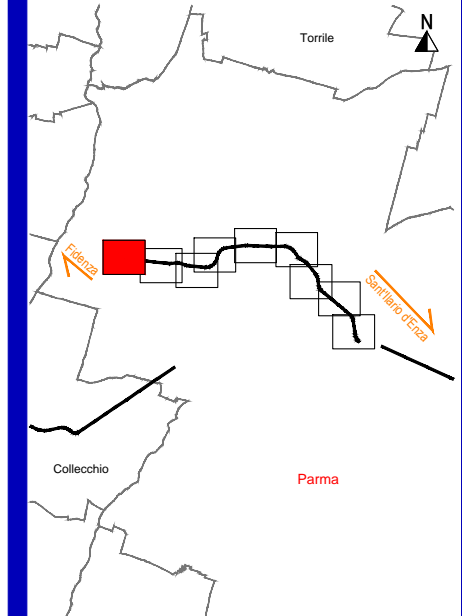 N
Torrile
Fidenza
Sant'Ilario d'Enza
Collecchio
Parma